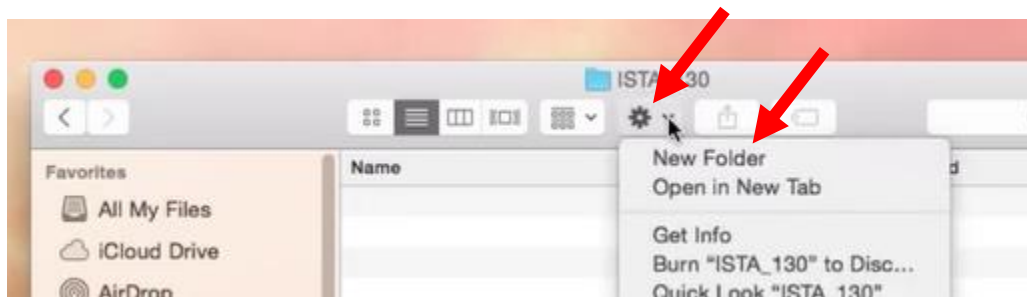 ISTA_130
Favorites
All My Files
iCloud Drive
AirDrop
Name
d
New Folder
Open in New Tab
Get Info
Burn "ISTA_130" to Disc...
Quick Look "ISTA_130"